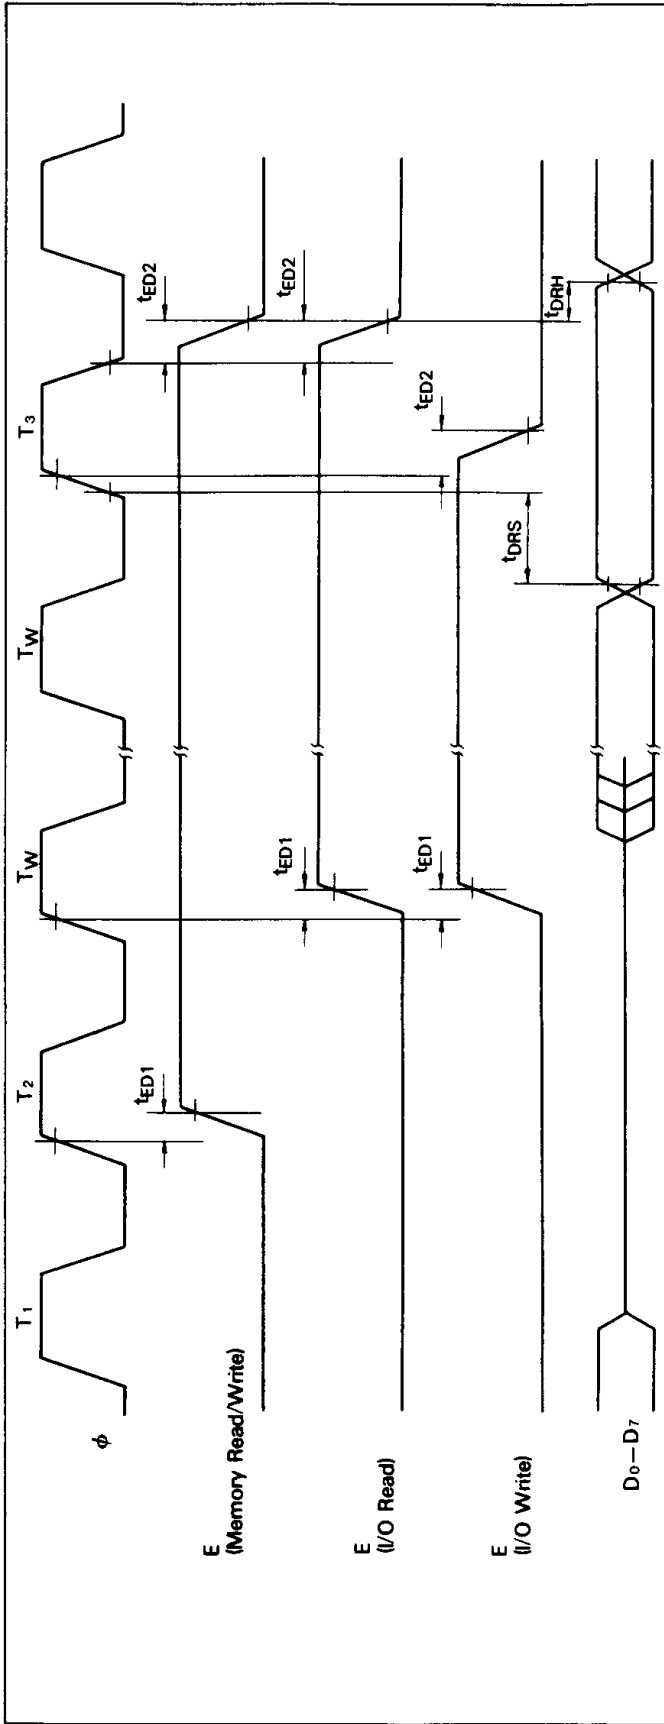 T₁ T₂ TW TW T₃
φ
tED1 tED2
E
(Memory Read/Write)
tED1 tED2
E
(I/O Read)
tED1 tED2
E
(I/O Write)
tDRS tDRH
D₀–D₇